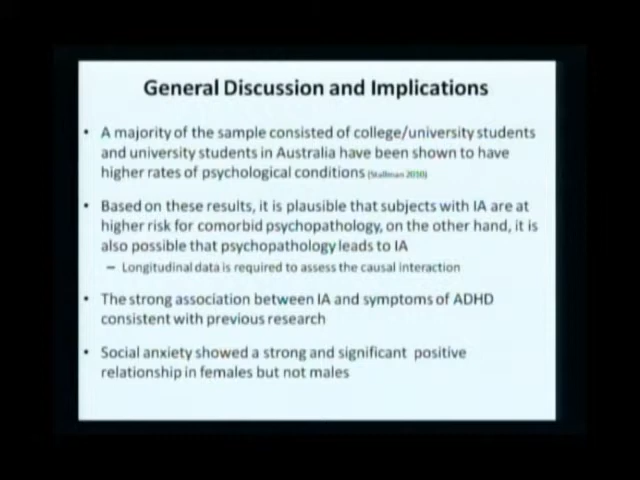 General Discussion and Implications
• A majority of the sample consisted of college/university students
and university students in Australia have been shown to have
higher rates of psychological conditions (Stallman 2010)
• Based on these results, it is plausible that subjects with IA are at
higher risk for comorbid psychopathology, on the other hand, it is
also possible that psychopathology leads to IA
– Longitudinal data is required to assess the causal interaction
• The strong association between IA and symptoms of ADHD
consistent with previous research
• Social anxiety showed a strong and significant positive
relationship in females but not males